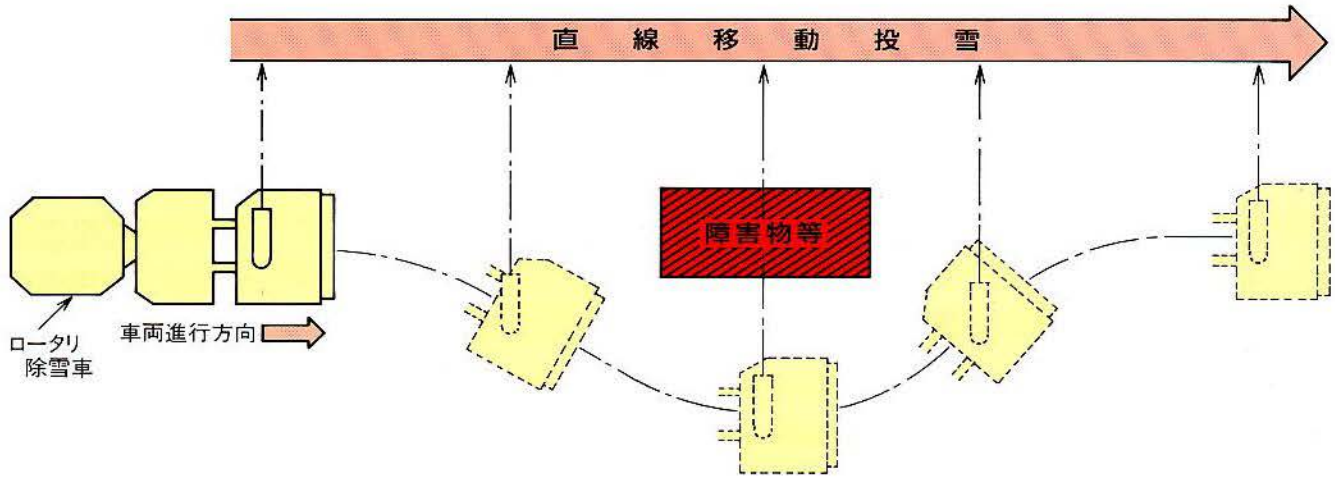 直線移動投雪
障害物等
車両進行方向
ロータリ
除雪車